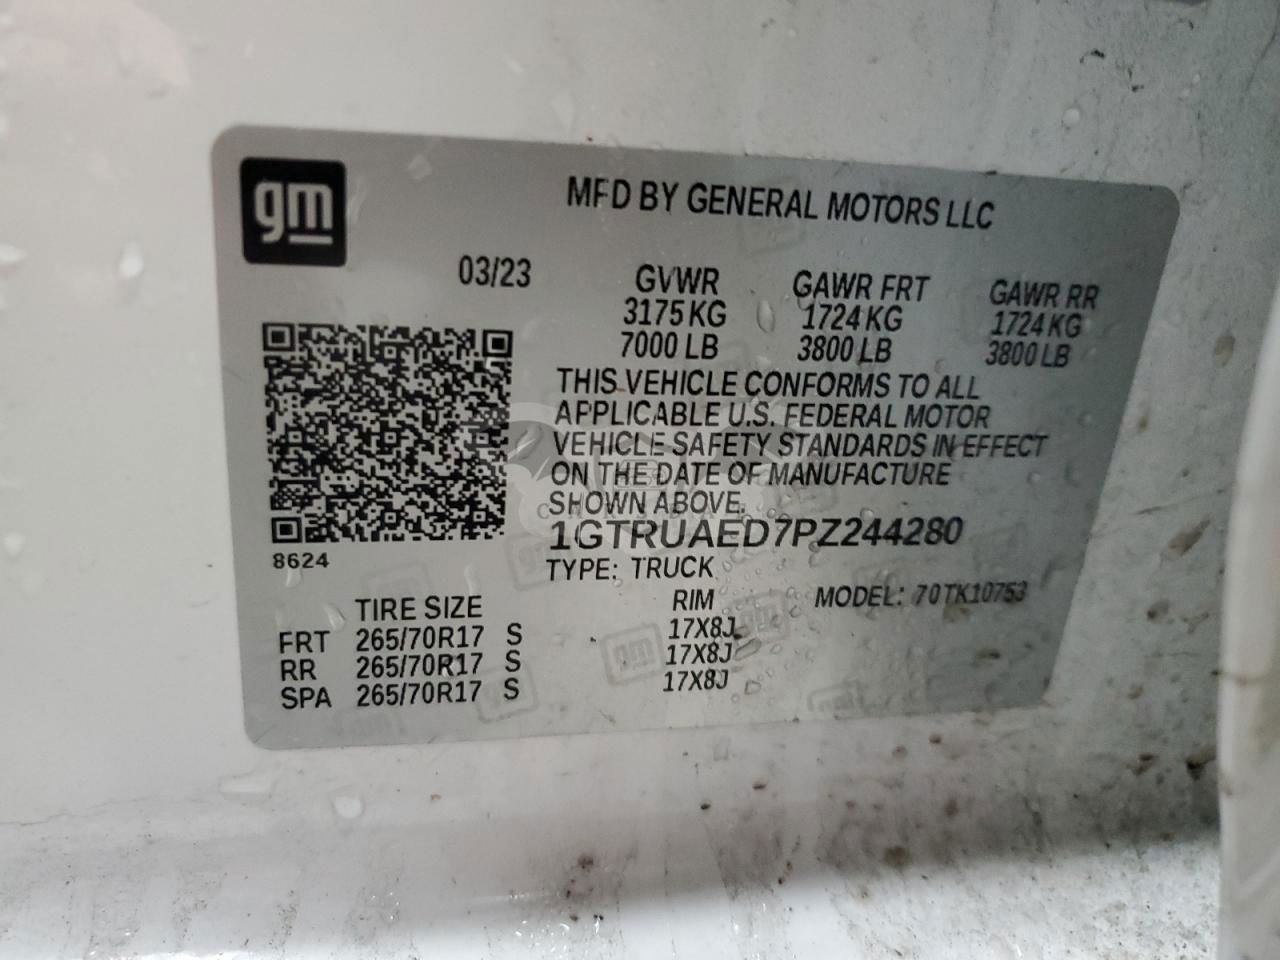 gm
MFD BY GENERAL MOTORS LLC
03/23
GVWR GAWR FRT GAWR RR
3175 KG 1724 KG 1724 KG
7000 LB 3800 LB 3800 LB
THIS VEHICLE CONFORMS TO ALL
APPLICABLE U.S. FEDERAL MOTOR
VEHICLE SAFETY STANDARDS IN EFFECT
ON THE DATE OF MANUFACTURE
SHOWN ABOVE.
1GTRUAED7PZ244280
8624
TYPE: TRUCK
MODEL: 70TK10753
TIRE SIZE RIM
FRT 265/70R17 S 17X8J
RR 265/70R17 S 17X8J
SPA 265/70R17 S 17X8J